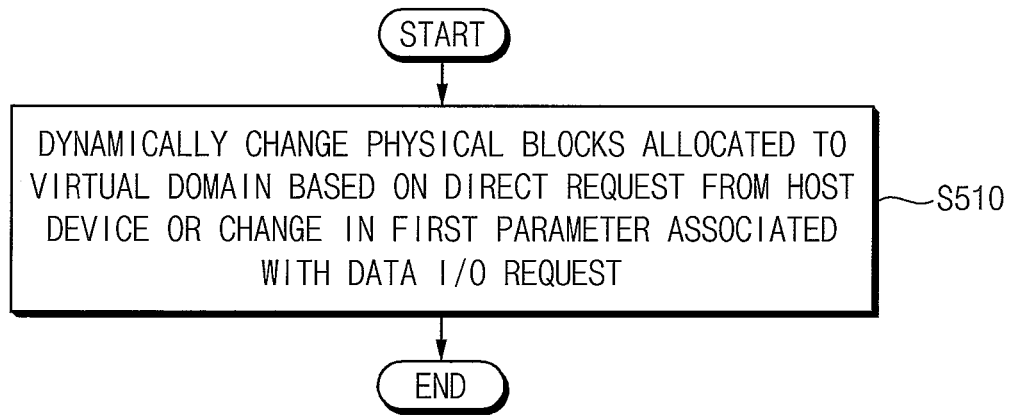 START
DYNAMICALLY CHANGE PHYSICAL BLOCKS ALLOCATED TO
VIRTUAL DOMAIN BASED ON DIRECT REQUEST FROM HOST
DEVICE OR CHANGE IN FIRST PARAMETER ASSOCIATED
WITH DATA I/O REQUEST
S510
END